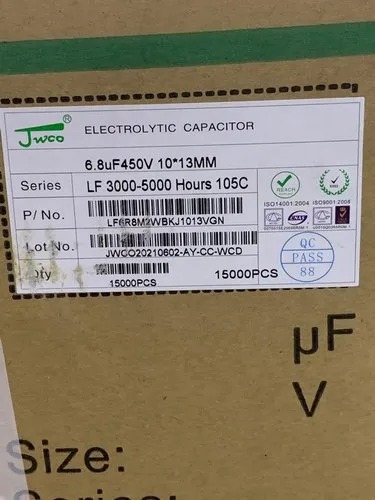 Jwco ®
ELECTROLYTIC CAPACITOR
6.8uF450V 10*13MM
Series LF 3000-5000 Hours 105C
REACH
ISO14001:2004
ISO9001:2008
P/ No. LF6R8M2WBKJ1013VGN
Lot No. JWCO20210602-AY-CC-WCD
QC
PASS
88
Qty 15000PCS 15000PCS
μF
V
Size:
Series: